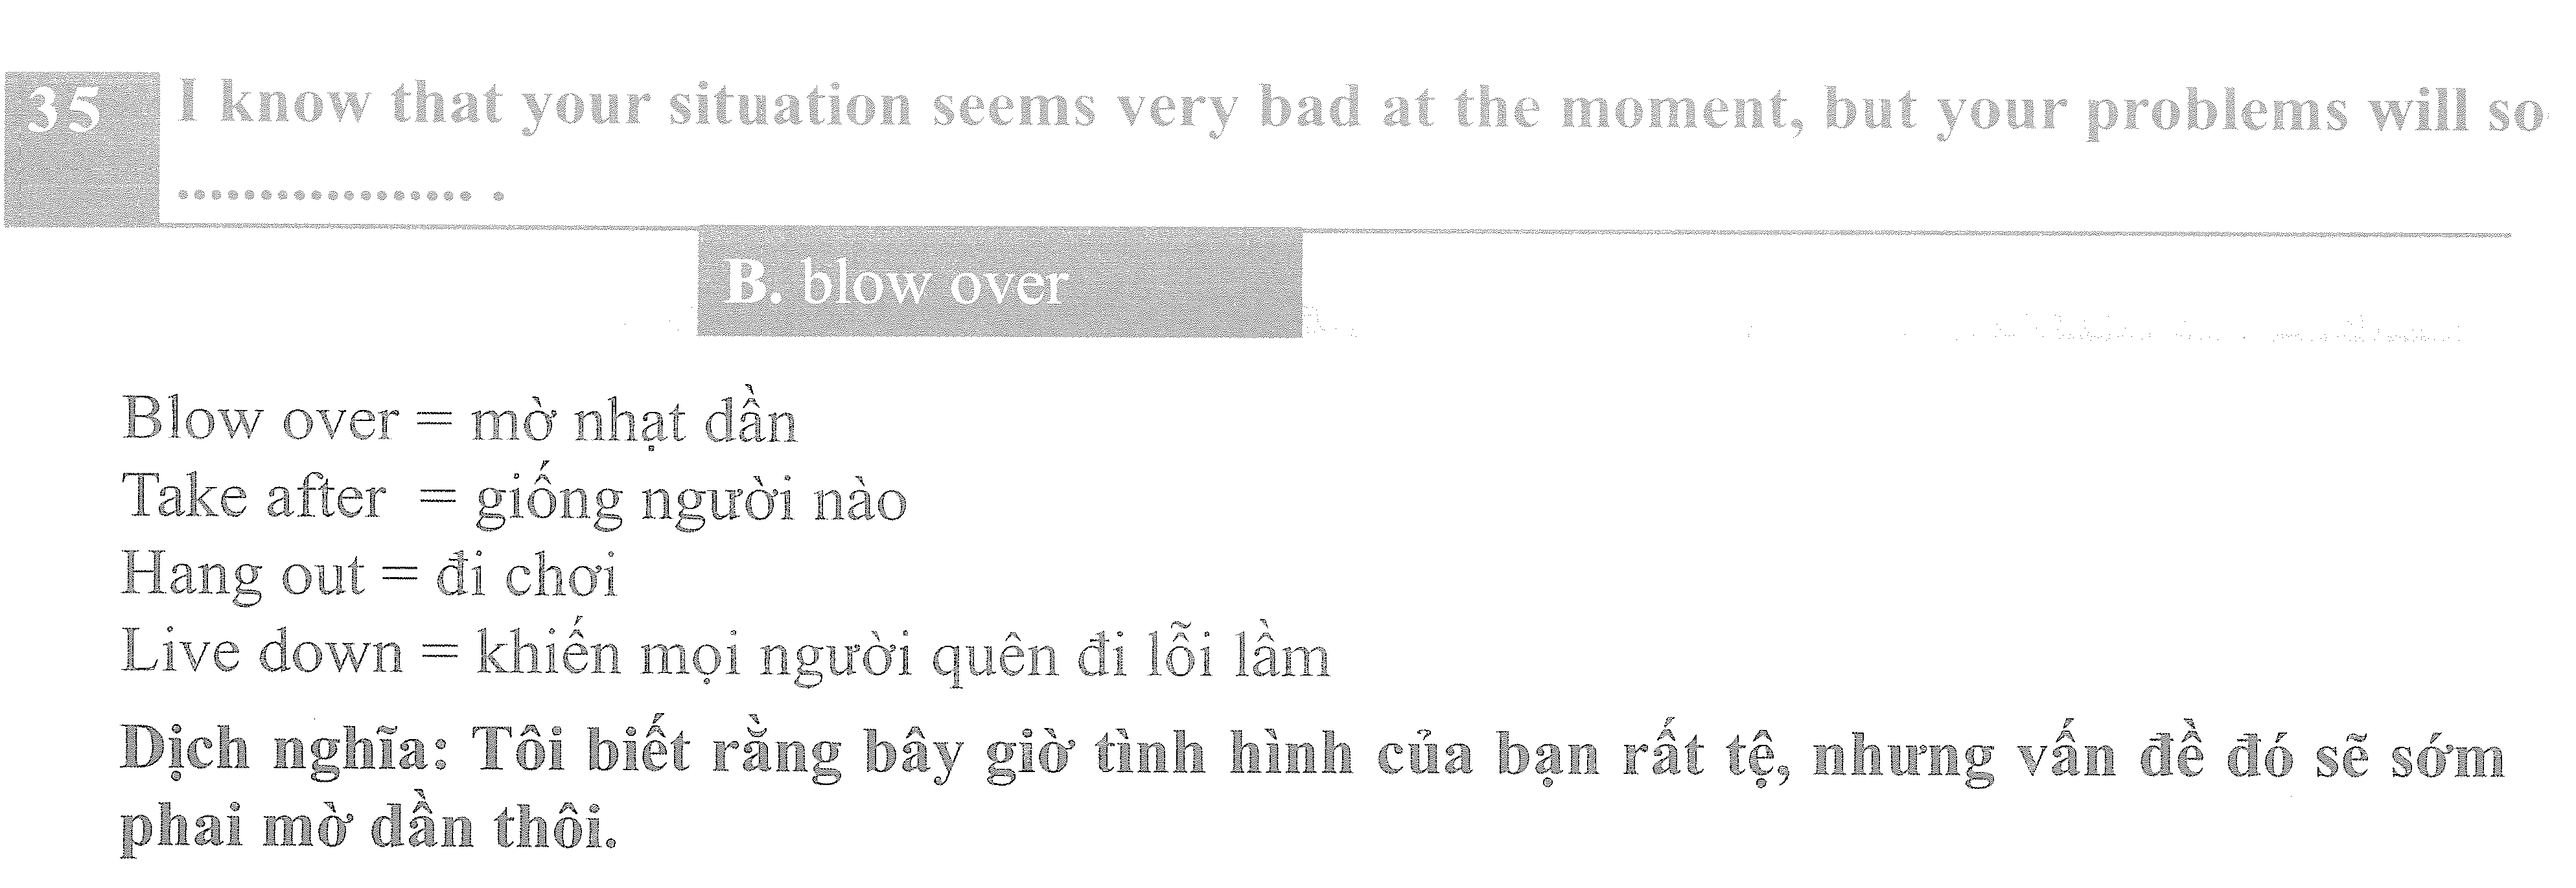 35 I know that your situation seems very bad at the moment, but your problems will so
.................. .
B. blow over
Blow over = mờ nhạt dần
Take after = giống người nào
Hang out = đi chơi
Live down = khiến mọi người quên đi lỗi lầm
Dịch nghĩa: Tôi biết rằng bây giờ tình hình của bạn rất tệ, nhưng vấn đề đó sẽ sớm
phai mờ dần thôi.